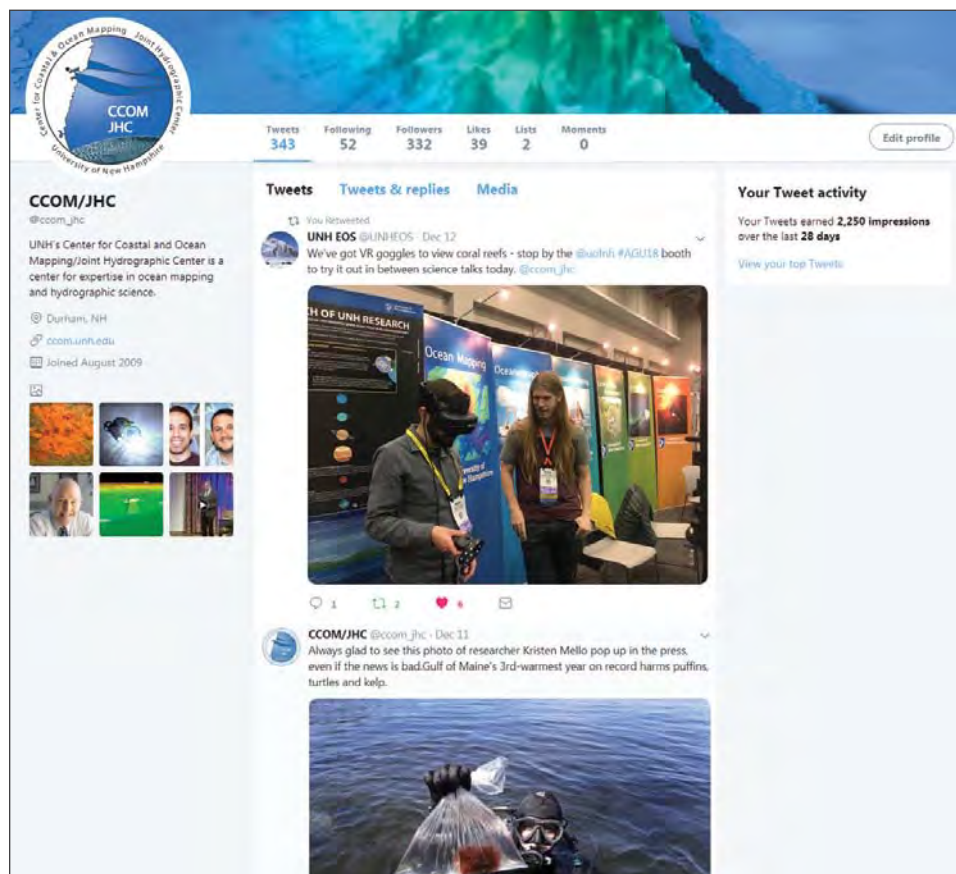 Center for Coastal & Ocean Mapping Joint Hydrographic Center
University of New Hampshire
CCOM
JHC
Tweets Following Followers Likes Lists Moments
343 52 332 39 2 0
Edit profile
CCOM/JHC
@ccom_jhc
UNH's Center for Coastal and Ocean
Mapping/Joint Hydrographic Center is a
center for expertise in ocean mapping
and hydrographic science.
Durham, NH
ccom.unh.edu
Joined August 2009
Tweets Tweets & replies Media
You Retweeted
UNH EOS @UNHEOS · Dec 12
We've got VR goggles to view coral reefs - stop by the @uofnh #AGU18 booth
to try it out in between science talks today. @ccom_jhc
CH OF UNH RESEARCH
Ocean Mapping
1 2 6
CCOM/JHC @ccom_jhc · Dec 11
Always glad to see this photo of researcher Kristen Mello pop up in the press,
even if the news is bad.Gulf of Maine's 3rd-warmest year on record harms puffins,
turtles and kelp.
Your Tweet activity
Your Tweets earned 2,250 impressions
over the last 28 days
View your top Tweets